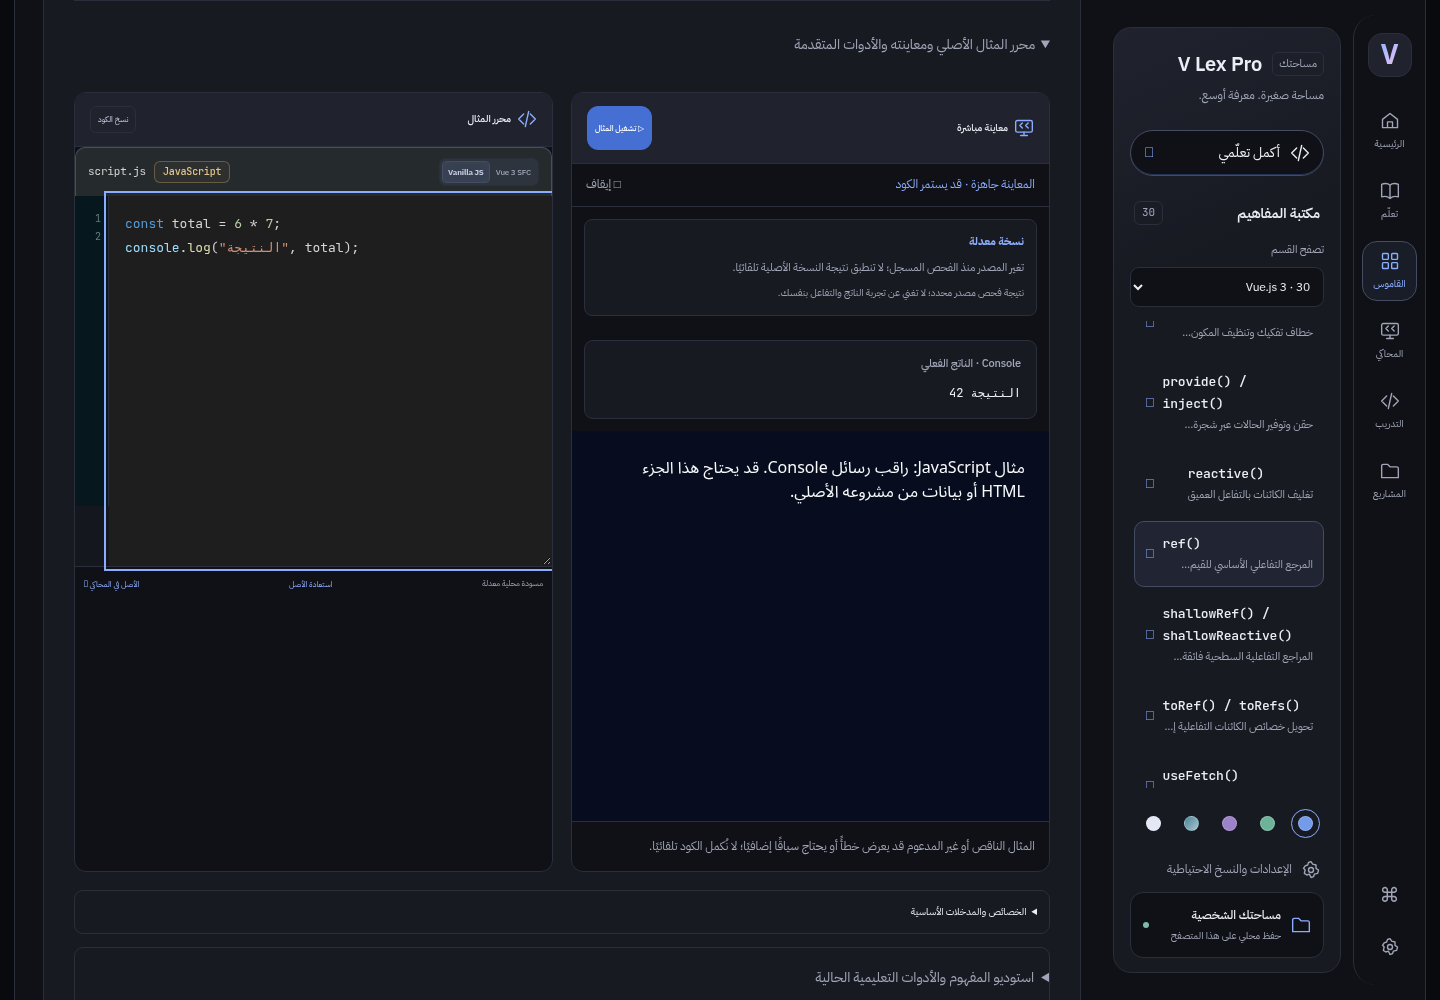 V
الرئيسية
تعلّم
القاموس
المحاكي
التدريب
المشاريع
V Lex Pro
مساحتك
مساحة صغيرة. معرفة أوسع.
أكمل تعلّمي
مكتبة المفاهيم
30
تصفح القسم
Vue.js 3 · 30
خطاف تفكيك وتنظيف المكون...
provide() /
inject()
حقن وتوفير الحالات عبر شجرة...
reactive()
تغليف الكائنات بالتفاعل العميق
ref()
المرجع التفاعلي الأساسي للقيم...
shallowRef() /
shallowReactive()
المراجع التفاعلية السطحية فائقة...
toRef() / toRefs()
تحويل خصائص الكائنات التفاعلية إ...
useFetch()
الإعدادات والنسخ الاحتياطية
مساحتك الشخصية
حفظ محلي على هذا المتصفح
محرر المثال الأصلي ومعاينته والأدوات المتقدمة
معاينة مباشرة
تشغيل المثال
المعاينة جاهزة · قد يستمر الكود
إيقاف
نسخة معدلة
تغير المصدر منذ الفحص المسجل؛ لا تنطبق نتيجة النسخة الأصلية تلقائيًا.
نتيجة فحص مصدر محدد؛ لا تغني عن تجربة الناتج والتفاعل بنفسك.
Console · الناتج الفعلي
النتيجة 42
مثال JavaScript: راقب رسائل Console. قد يحتاج هذا الجزء
HTML أو بيانات من مشروعه الأصلي.
المثال الناقص أو غير المدعوم قد يعرض خطأً أو يحتاج سياقًا إضافيًا؛ لا نُكمل الكود تلقائيًا.
محرر المثال
نسخ الكود
script.js
JavaScript
Vanilla JS
Vue 3 SFC
1
2
const total = 6 * 7;
console.log("النتيجة", total);
مسودة محلية معدلة
استعادة الأصل
الأصل في المحاكي
الخصائص والمدخلات الأساسية
استوديو المفهوم والأدوات التعليمية الحالية